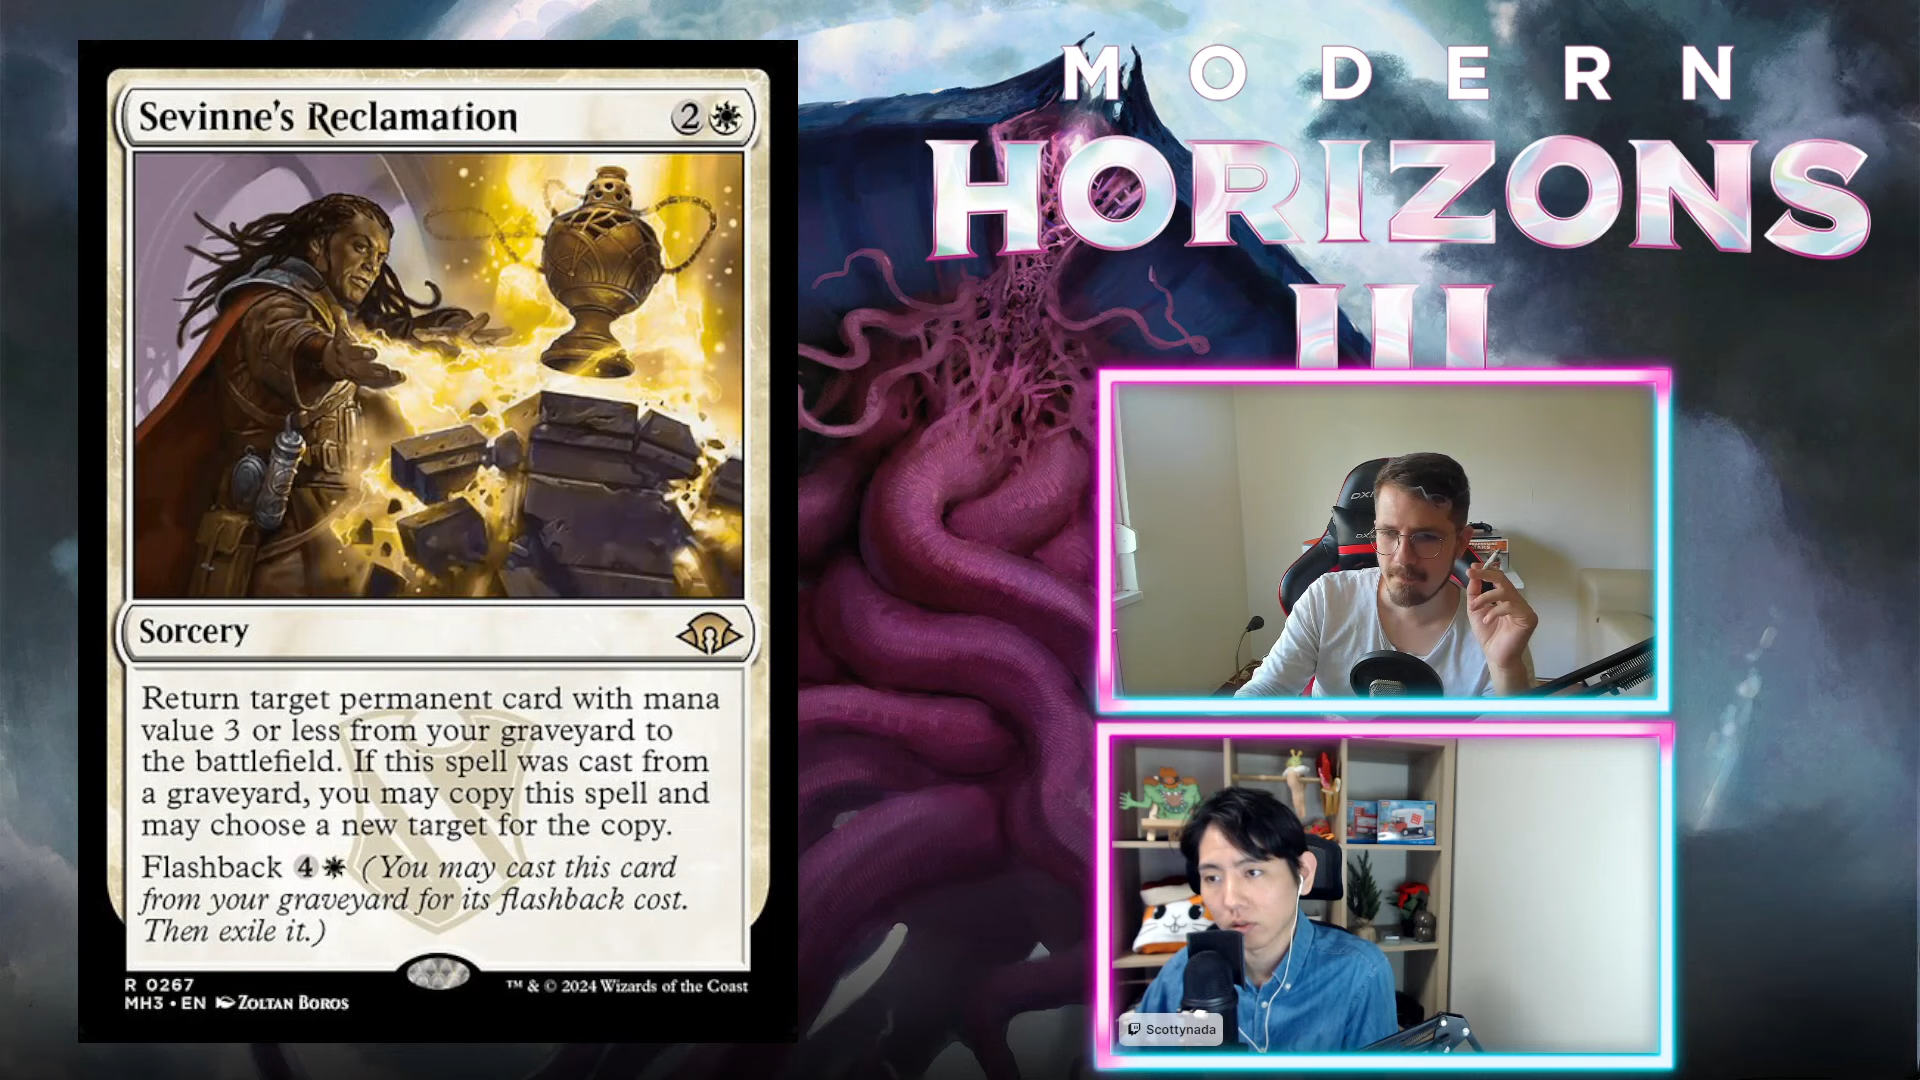 Sevinne's Reclamation 2
Sorcery
Return target permanent card with mana
value 3 or less from your graveyard to
the battlefield. If this spell was cast from
a graveyard, you may copy this spell and
may choose a new target for the copy.
Flashback 4 (You may cast this card
from your graveyard for its flashback cost.
Then exile it.)
R 0267
MH3 • EN ZOLTAN BOROS
™ & © 2024 Wizards of the Coast
MODERN
HORIZONS
III
Scottynada